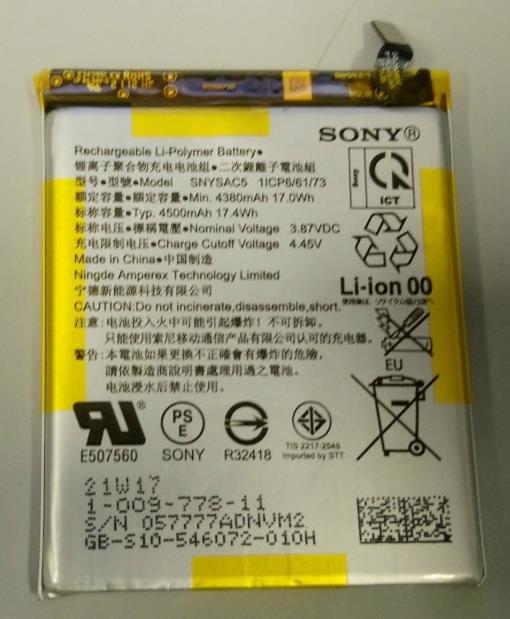 SONY®
Rechargeable Li-Polymer Battery●
锂离子聚合物充电电池组●二次鋰離子電池組
型号●型號●Model SNYSAC5 1ICP6/61/73
額定容量●额定容量●Min. 4380mAh 17.0Wh
标称容量●Typ. 4500mAh 17.4Wh
标称电压●標稱電壓●Nominal Voltage 3.87VDC
充电限制电压●Charge Cutoff Voltage 4.45V
Made in China●中国制造
Ningde Amperex Technology Limited
宁德新能源科技有限公司
CAUTION:Do not incinerate,disassemble,short.
注意: 电池投入火中可能引起爆炸! 不可拆卸.
只能使用索尼移动通信产品有限公司认可的充电器.
警告: 本電池如果更換不正確會有爆炸的危險.
請依製造商說明書處理用過之電池.
电池浸水后禁止使用.
Sony
ICT
Li-ion 00
EU
E507560
PS
E
SONY
R32418
TIS 2217-2548
Imported by STT
21W17
1-009-778-11
S/N 057777ADNVM2
GB-S10-546072-010H